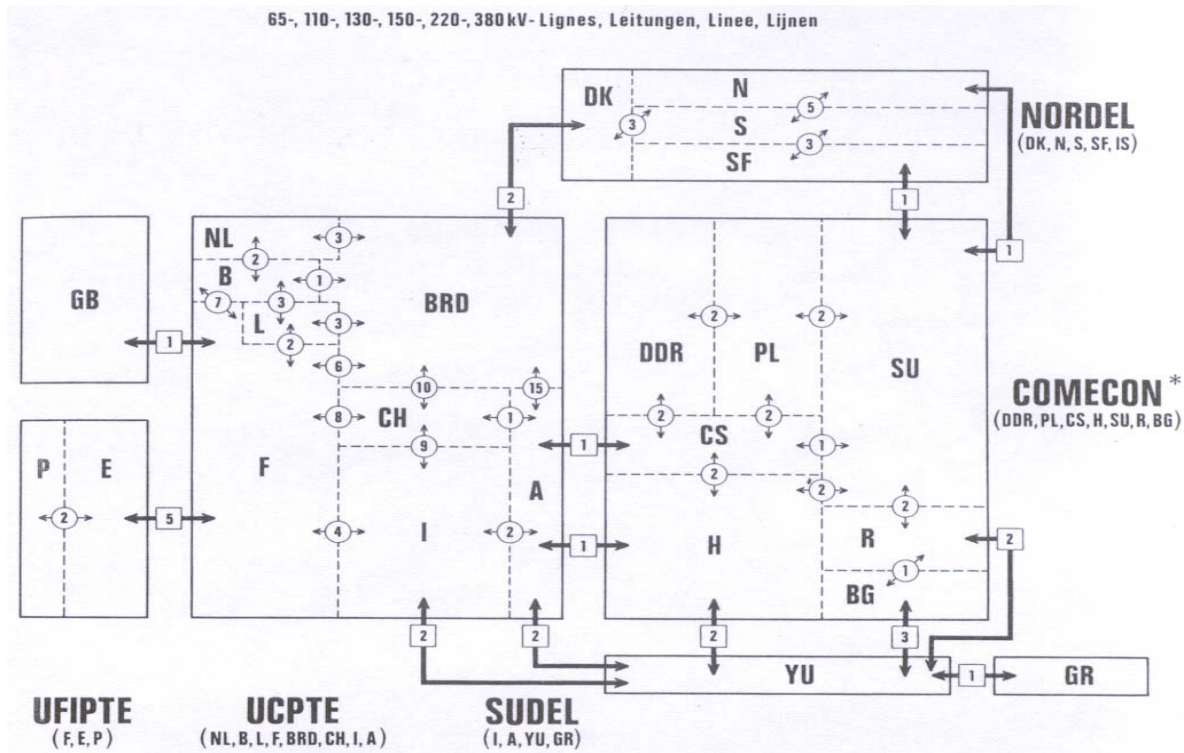 65-, 110-, 130-, 150-, 220-, 380 kV - Lignes, Leitungen, Linee, Lijnen
DK
N
5
3
S
3
SF
NORDEL
(DK, N, S, SF, IS)
2
1
1
NL
3
2
B
1
7
3
L
3
2
6
BRD
GB
1
10
15
8
CH
1
9
F
A
4
I
2
P
E
2
5
1
1
DDR
2
PL
2
SU
2
2
CS
1
2
2
2
H
R
1
BG
COMECON*
(DDR, PL, CS, H, SU, R, BG)
2
2
2
2
3
YU
1
GR
UFIPTE
(F, E, P)
UCPTE
(NL, B, L, F, BRD, CH, I, A)
SUDEL
(I, A, YU, GR)